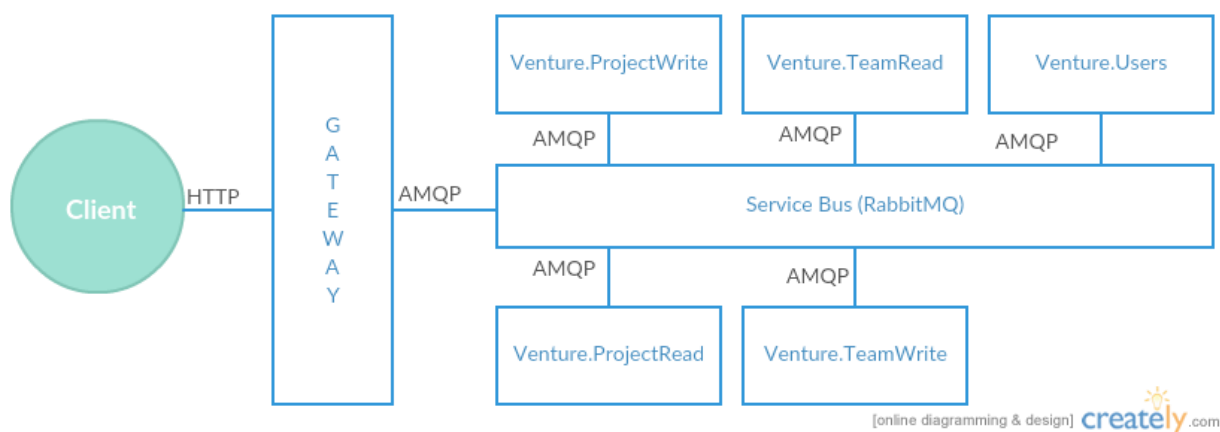 Client
HTTP
G
A
T
E
W
A
Y
AMQP
Venture.ProjectWrite
Venture.TeamRead
Venture.Users
AMQP
AMQP
AMQP
Service Bus (RabbitMQ)
AMQP
AMQP
Venture.ProjectRead
Venture.TeamWrite
[online diagramming & design] creately.com